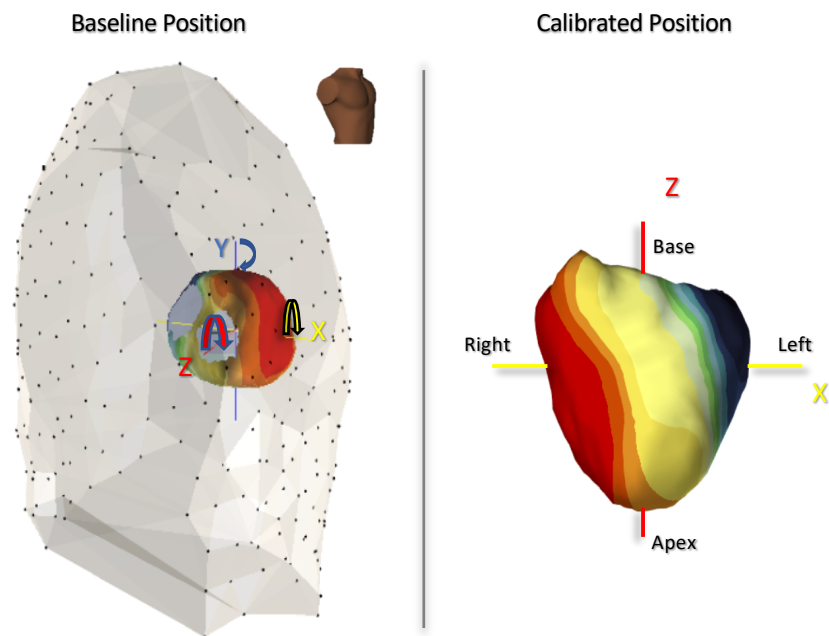 Baseline Position
Calibrated Position
Y
X
Z
Z
Base
Right
Left
X
Apex